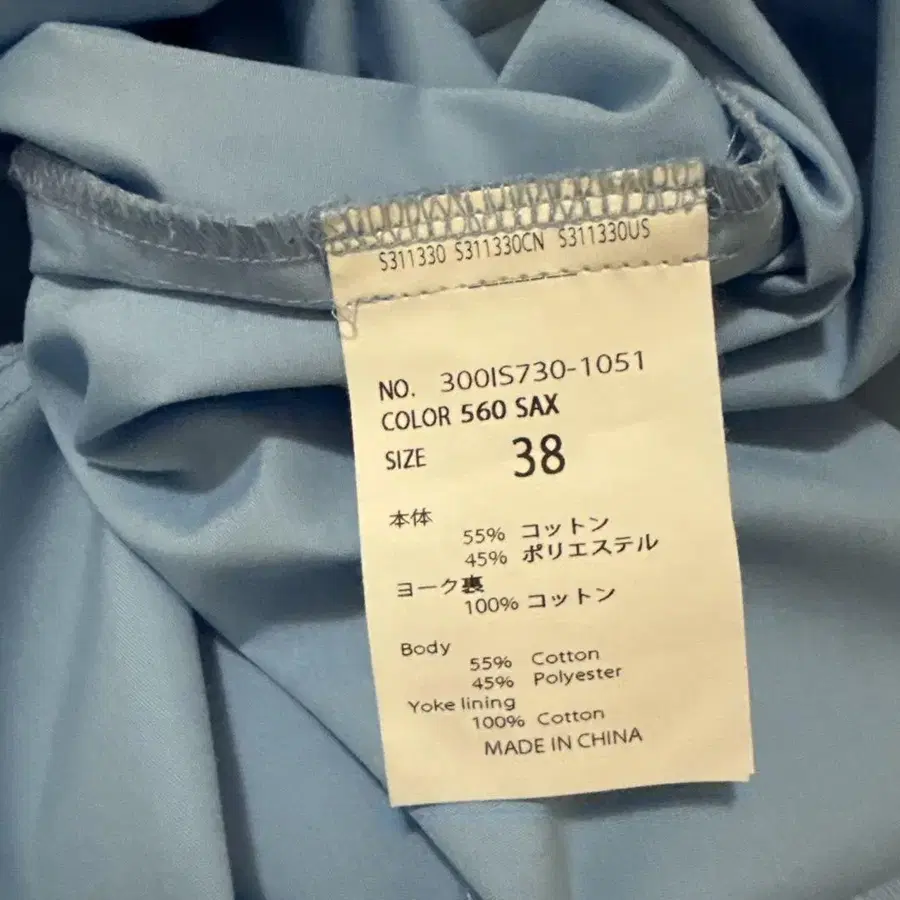 S311330 S311330CN S311330US
NO. 300IS730-1051
COLOR 560 SAX
SIZE 38
本体
55% コットン
45% ポリエステル
ヨーク裏
100% コットン
Body
55% Cotton
45% Polyester
Yoke lining
100% Cotton
MADE IN CHINA